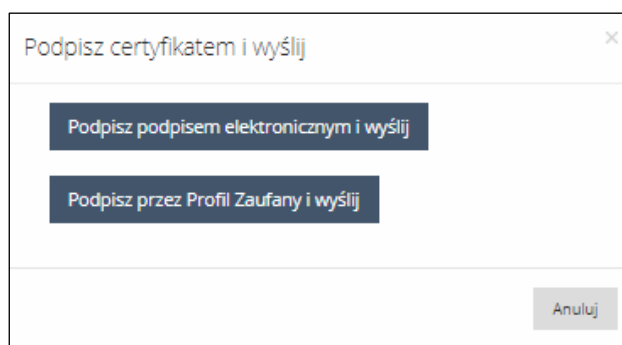 Podpisz certyfikatem i wyślij
Podpisz podpisem elektronicznym i wyślij
Podpisz przez Profil Zaufany i wyślij
Anuluj